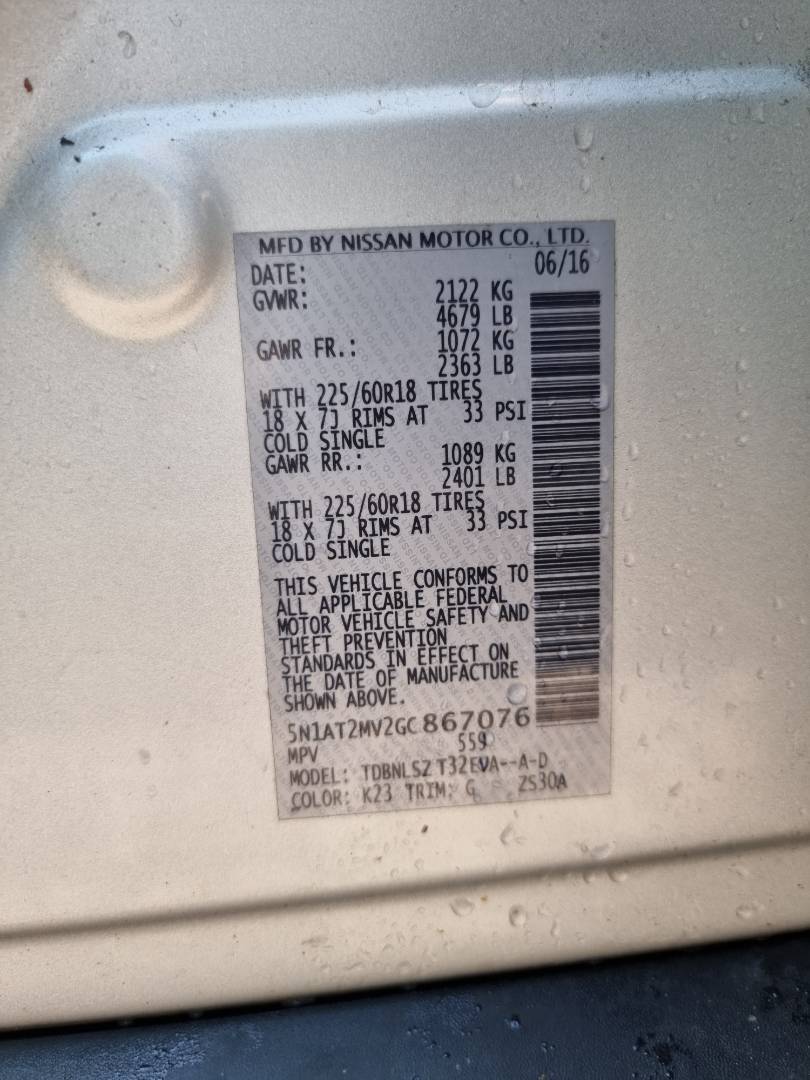 MFD BY NISSAN MOTOR CO., LTD.
DATE: 06/16
GVWR: 2122 KG
4679 LB
GAWR FR.: 1072 KG
2363 LB
WITH 225/60R18 TIRES
18 X 7J RIMS AT 33 PSI
COLD SINGLE
GAWR RR.: 1089 KG
2401 LB
WITH 225/60R18 TIRES
18 X 7J RIMS AT 33 PSI
COLD SINGLE
THIS VEHICLE CONFORMS TO
ALL APPLICABLE FEDERAL
MOTOR VEHICLE SAFETY AND
THEFT PREVENTION
STANDARDS IN EFFECT ON
THE DATE OF MANUFACTURE
SHOWN ABOVE.
5N1AT2MV2GC867076
MPV 559
MODEL: TDBNLSZ T32EVA--A-D
COLOR: K23 TRIM: G ZS30A